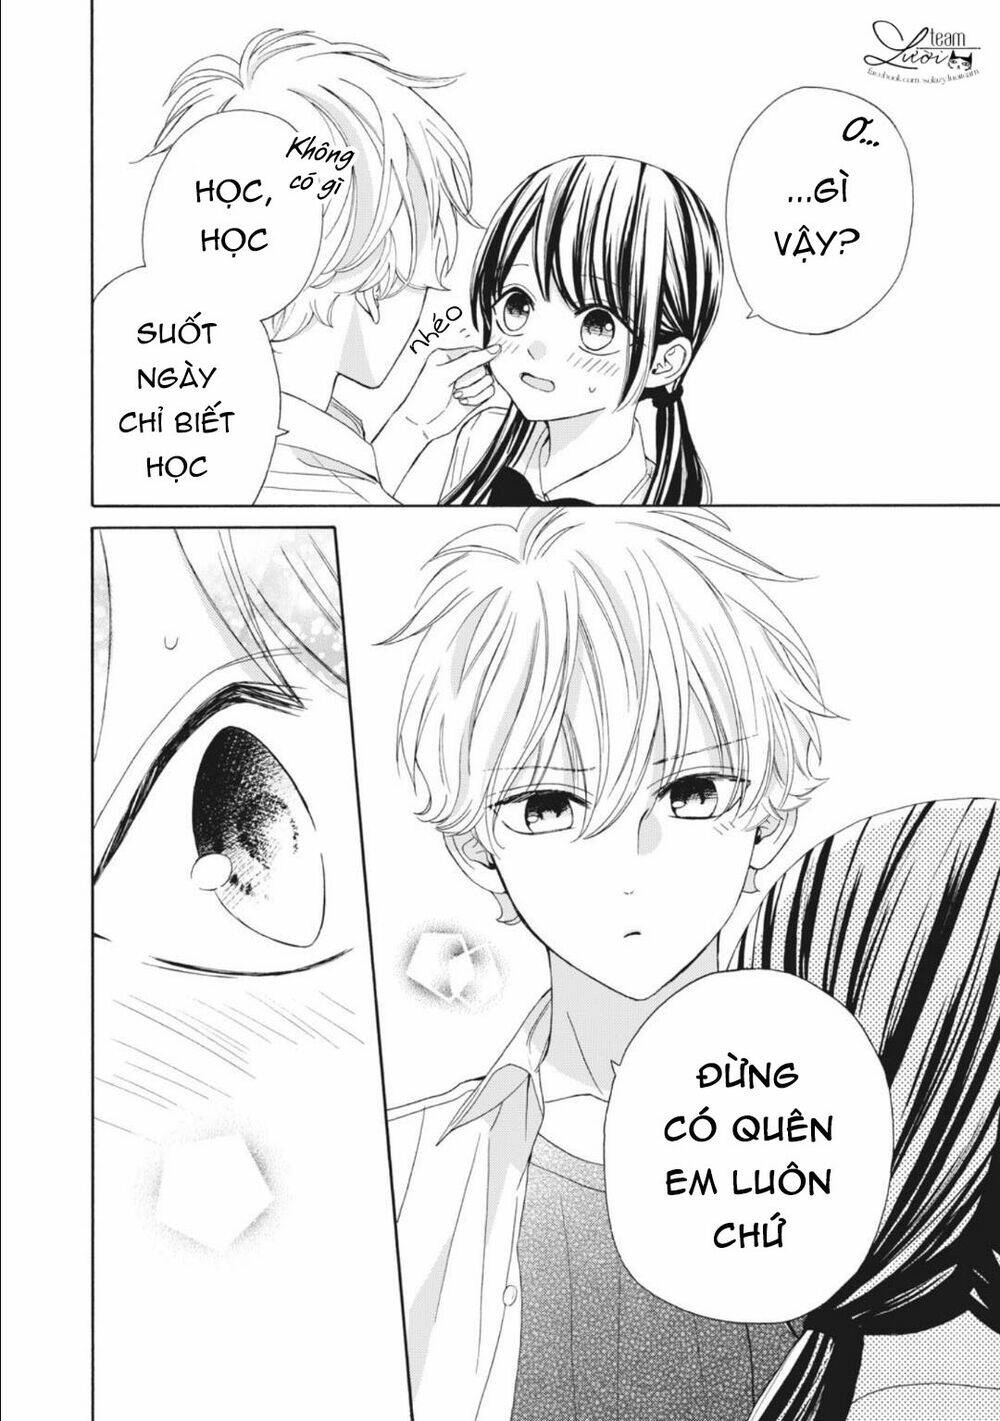 team
Lười
Ơ...
...GÌ
VẬY?
Không
có gì
HỌC,
HỌC
nhéo
SUỐT
NGÀY
CHỈ BIẾT
HỌC
ĐỪNG
CÓ QUÊN
EM LUÔN
CHỨ